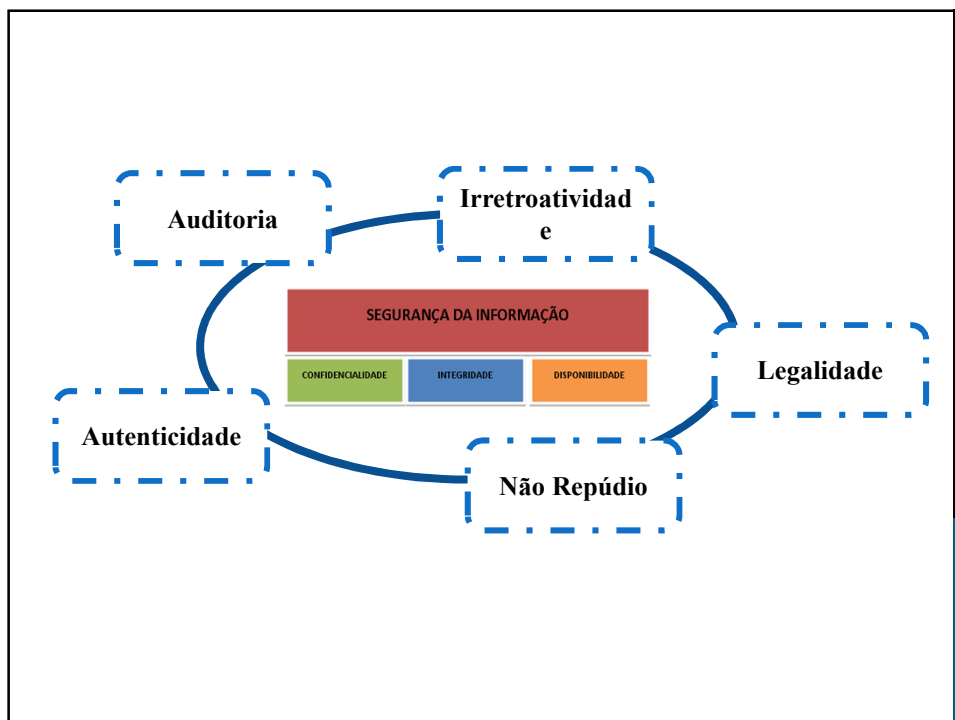 Auditoria
Irretroatividad
e
SEGURANÇA DA INFORMAÇÃO
CONFIDENCIALIDADE
INTEGRIDADE
DISPONIBILIDADE
Legalidade
Autenticidade
Não Repúdio